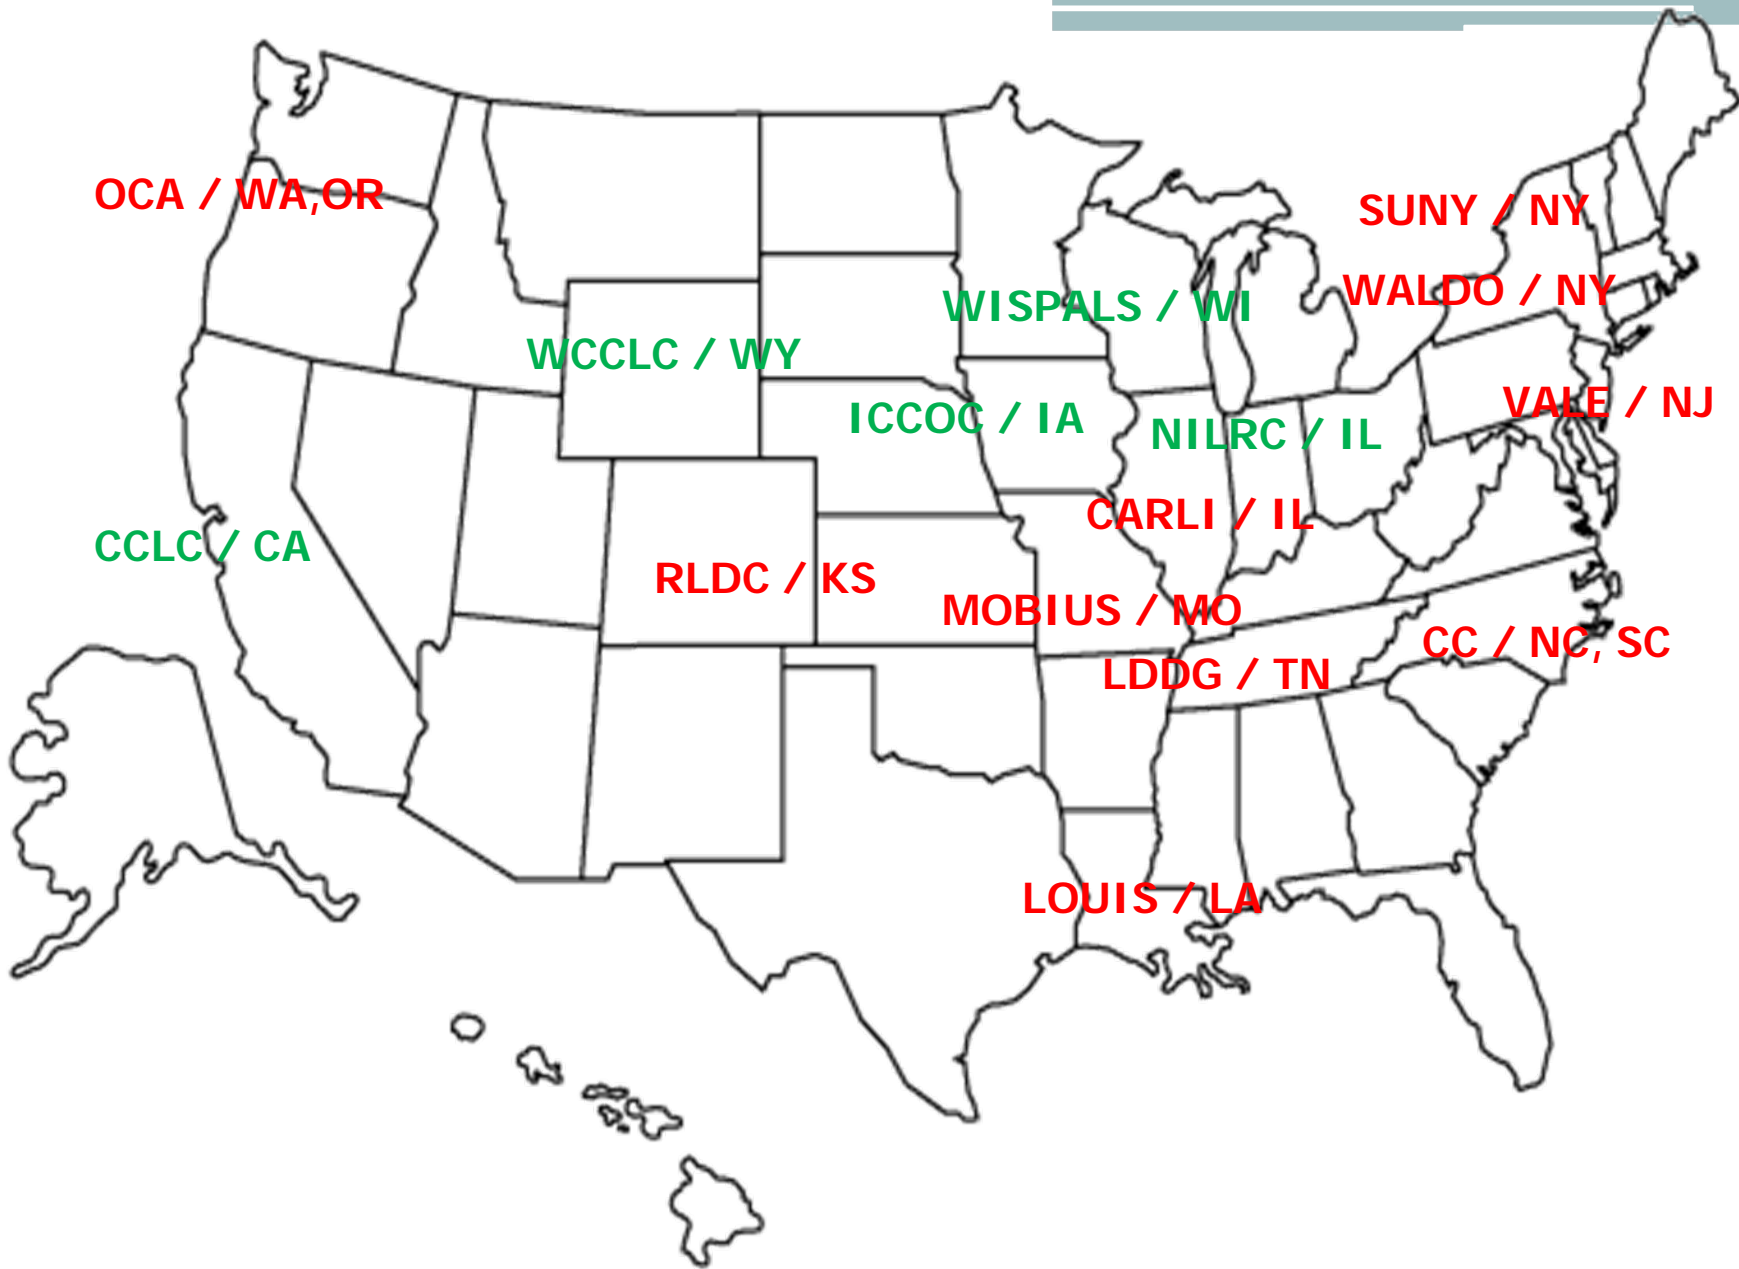 OCA / WA,OR
SUNY / NY
WALDO / NY
WISPALS / WI
WCCLC / WY
VALE / NJ
ICCOC / IA
NILRC / IL
CARLI / IL
CCLC / CA
RLDC / KS
MOBIUS / MO
CC / NC, SC
LDDG / TN
LOUIS / LA